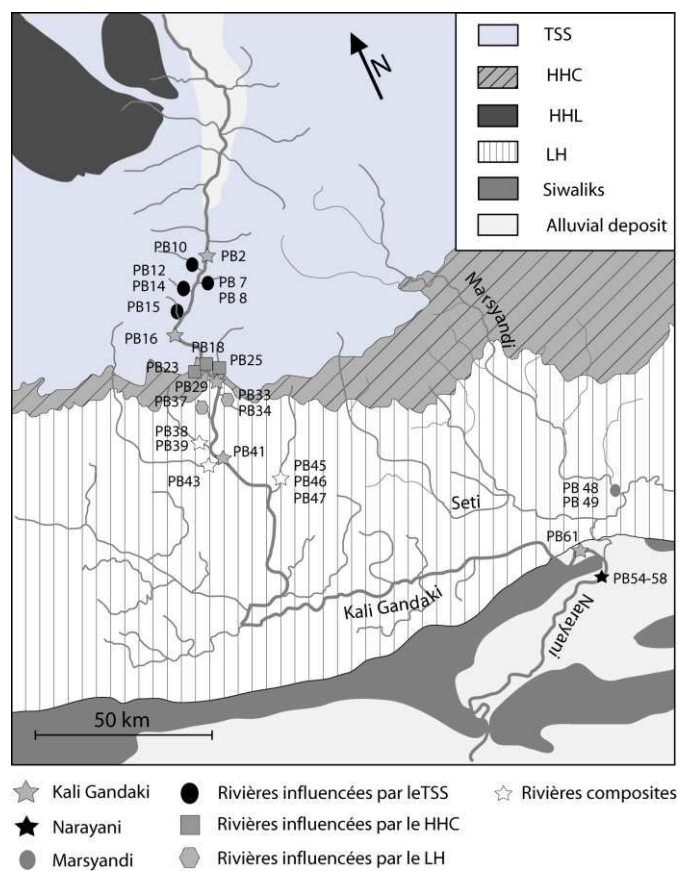 TSS
HHC
HHL
LH
Siwaliks
Alluvial deposit
N
PB10
PB2
PB12
PB14
PB 7
PB 8
PB15
PB16
PB18
PB23
PB25
PB29
PB33
PB34
PB37
PB38
PB39
PB41
PB43
PB45
PB46
PB47
Marsyandi
Seti
PB 48
PB 49
PB61
PB54-58
Kali Gandaki
Narayani
50 km
Kali Gandaki
Rivières influencées par leTSS
Rivières composites
Narayani
Rivières influencées par le HHC
Marsyandi
Rivières influencées par le LH